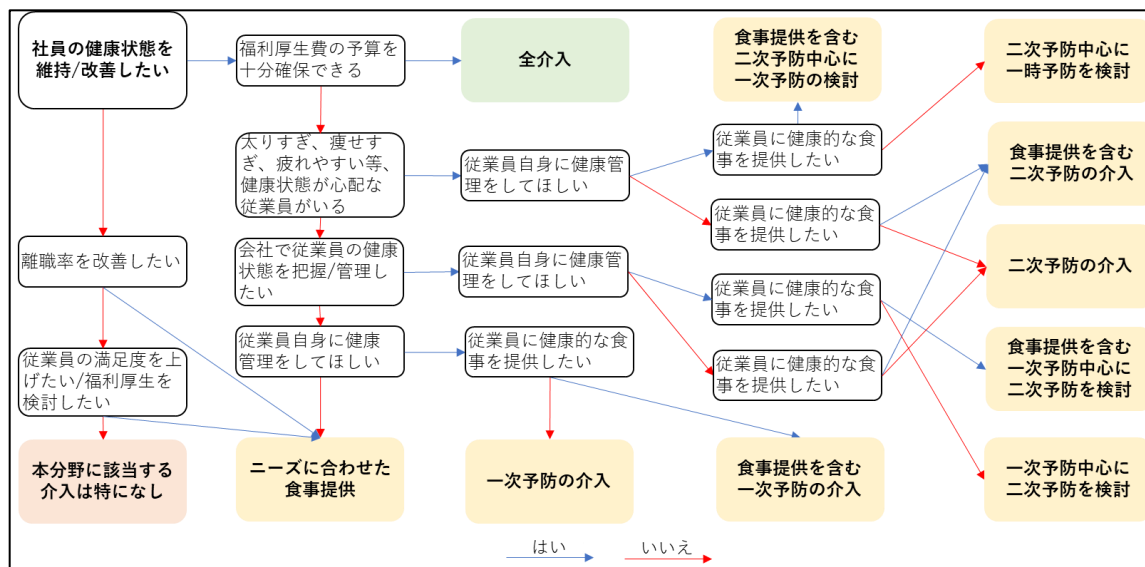 社員の健康状態を
維持/改善したい
福利厚生費の予算を
十分確保できる
全介入
食事提供を含む
二次予防中心に
一次予防の検討
二次予防中心に
一時予防を検討
太りすぎ、痩せす
ぎ、疲れやすい等、
健康状態が心配な
従業員がいる
従業員自身に健康管
理をしてほしい
従業員に健康的な食
事を提供したい
食事提供を含む
二次予防の介入
従業員に健康的な食
事を提供したい
離職率を改善したい
会社で従業員の健康
状態を把握/管理し
たい
従業員自身に健康管
理をしてほしい
従業員に健康的な食
事を提供したい
二次予防の介入
従業員の満足度を上
げたい/福利厚生を
検討したい
従業員自身に健康
管理をしてほしい
従業員に健康的な食
事を提供したい
従業員に健康的な食
事を提供したい
食事提供を含む
一次予防中心に
二次予防を検討
本分野に該当する
介入は特になし
ニーズに合わせた
食事提供
一次予防の介入
食事提供を含む
一次予防の介入
一次予防中心に
二次予防を検討
はい
いいえ